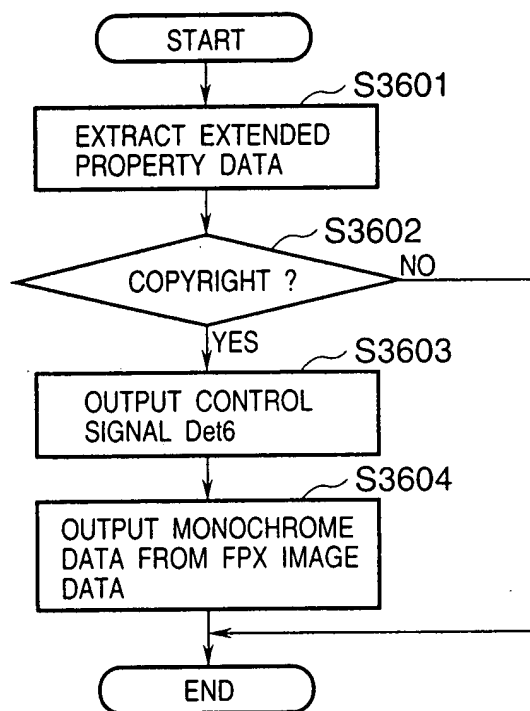 START
S3601
EXTRACT EXTENDED
PROPERTY DATA
S3602
COPYRIGHT ?
NO
YES
S3603
OUTPUT CONTROL
SIGNAL Det6
S3604
OUTPUT MONOCHROME
DATA FROM FPX IMAGE
DATA
END